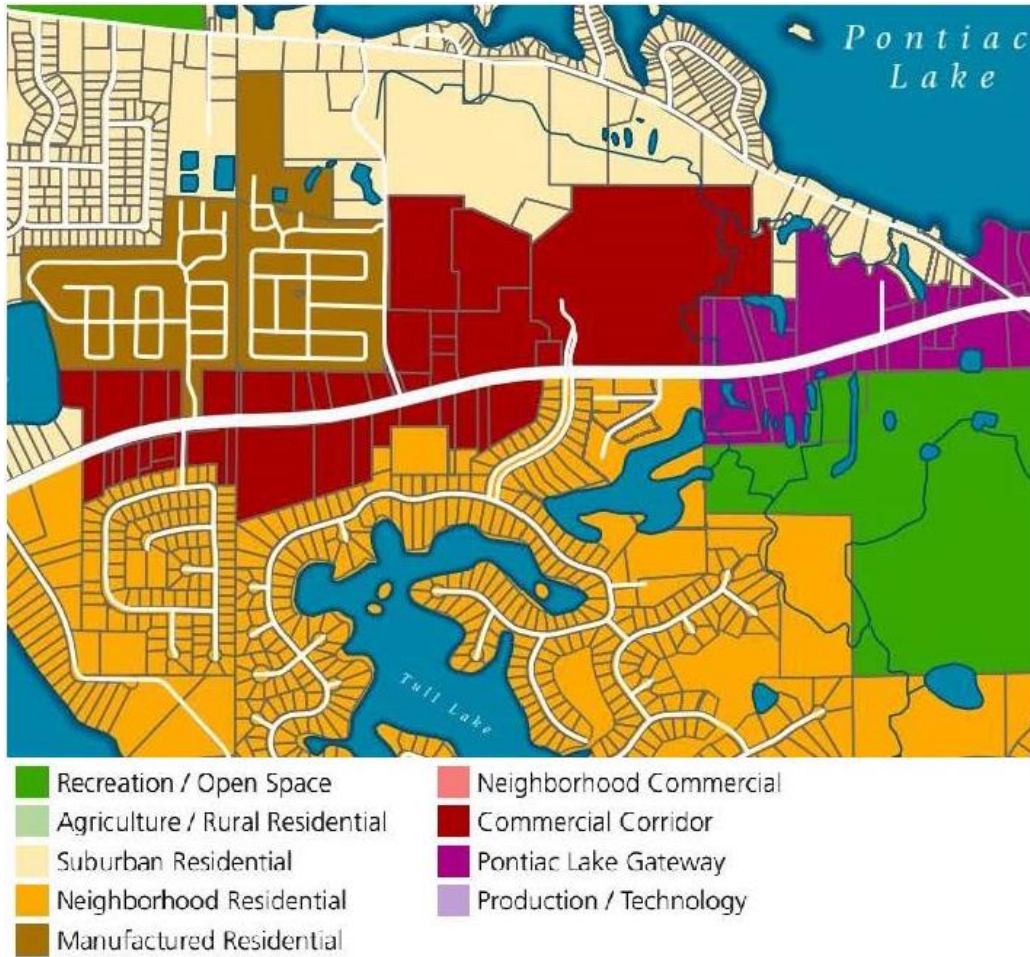 Pontiac
Lake
Tull Lake
Recreation / Open Space
Agriculture / Rural Residential
Suburban Residential
Neighborhood Residential
Manufactured Residential
Neighborhood Commercial
Commercial Corridor
Pontiac Lake Gateway
Production / Technology